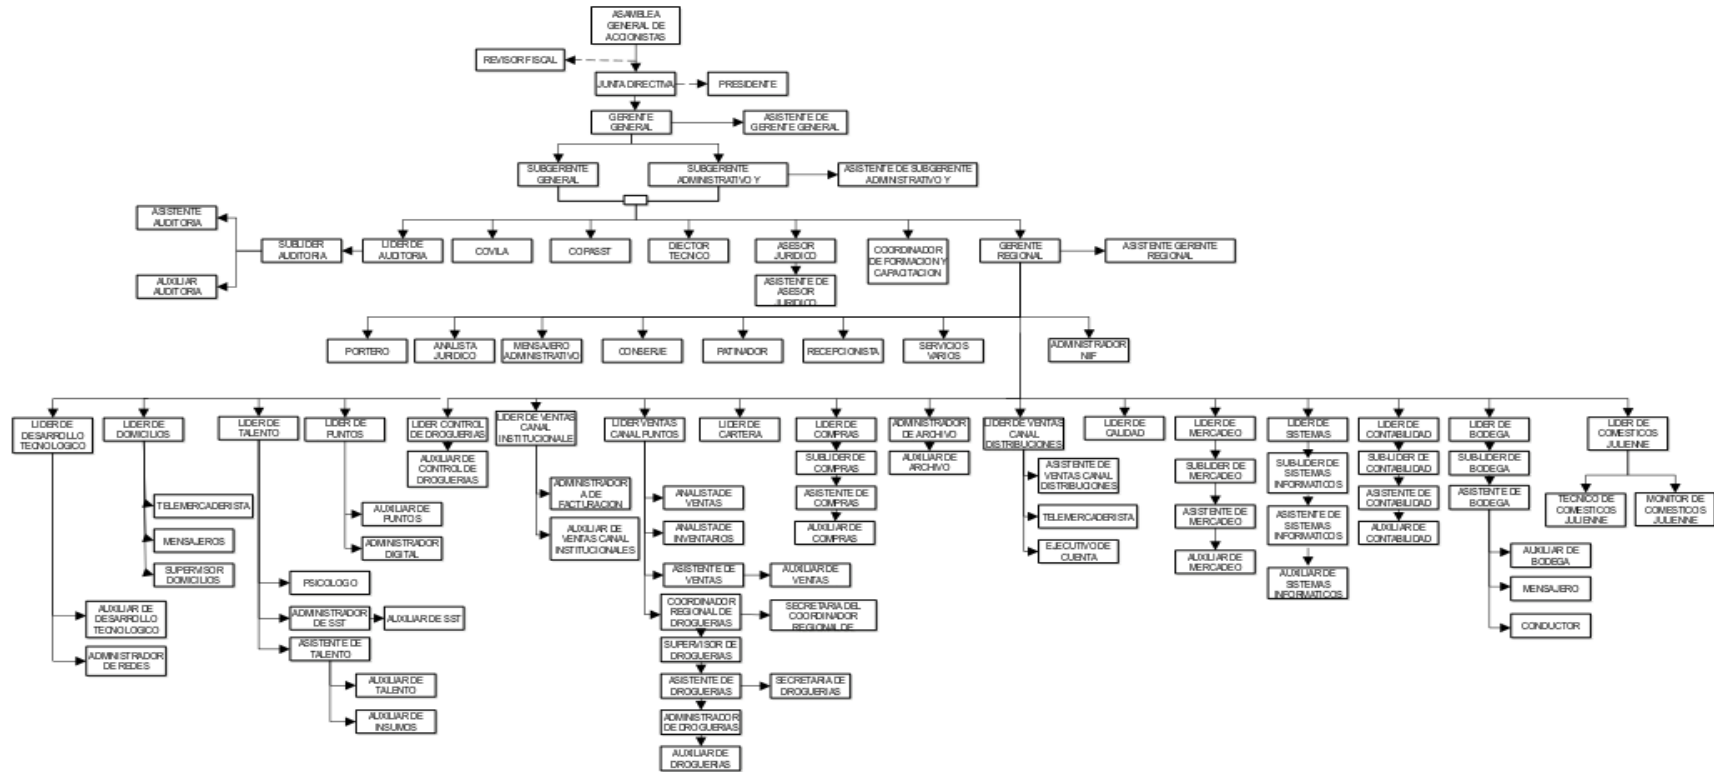 ASAMBLEA
GENERAL DE
ACCIONISTAS
REVISOR FISCAL
JUNTA DIRECTIVA
PRESIDENTE
GERENTE
GENERAL
ASISTENTE DE
GERENTE GENERAL
SUBGERENTE
GENERAL
SUBGERENTE
ADMINISTRATIVO Y
ASISTENTE DE SUBGERENTE
ADMINISTRATIVO Y
ASISTENTE
AUDITORIA
SUBLIDER
AUDITORIA
AUXILIAR
AUDITORIA
LIDER DE
AUDITORIA
COVILA
COPASST
DIECTOR
TECNICO
ASESOR
JURIDICO
ASISTENTE DE
ASESOR
JURIDICO
COORDINADOR
DE FORMACION Y
CAPACITACION
GERENTE
REGIONAL
ASISTENTE GERENTE
REGIONAL
PORTERO
ANALISTA
JURIDICO
MENSAJERO
ADMINISTRATIVO
CONSERJE
PATINADOR
RECEPCIONISTA
SERVICIOS
VARIOS
ADMINISTRADOR
NIIF
LIDER DE
DESARROLLO
TECNOLOGICO
AUXILIAR DE
DESARROLLO
TECNOLOGICO
ADMINISTRADOR
DE REDES
LIDER DE
DOMICILIOS
TELEMERCADERISTA
MENSAJEROS
SUPERVISOR
DOMICILIOS
LIDER DE
TALENTO
PSICOLOGO
ADMINISTRADOR
DE SST
AUXILIAR DE SST
ASISTENTE DE
TALENTO
AUXILIAR DE
TALENTO
AUXILIAR DE
INSUMOS
LIDER DE
PUNTOS
AUXILIAR DE
PUNTOS
ADMINISTRADOR
DIGITAL
LIDER CONTROL
DE DROGUERIAS
AUXILIAR DE
CONTROL DE
DROGUERIAS
LIDER DE VENTAS
CANAL
INSTITUCIONALE
ADMINISTRADOR
A DE
FACTURACION
AUXILIAR DE
VENTAS CANAL
INSTITUCIONALES
LIDER VENTAS
CANAL PUNTOS
ANALISTA DE
VENTAS
ANALISTA DE
INVENTARIOS
ASISTENTE DE
VENTAS
AUXILIAR DE
VENTAS
COORDINADOR
REGIONAL DE
DROGUERIAS
SECRETARIA DEL
COORDINADOR
REGIONAL DE
SUPERVISOR DE
DROGUERIAS
ASISTENTE DE
DROGUERIAS
SECRETARIA DE
DROGUERIAS
ADMINISTRADOR
DE DROGUERIAS
AUXILIAR DE
DROGUERIAS
LIDER DE
CARTERA
LIDER DE
COMPRAS
SUBLIDER
DE COMPRAS
ASISTENTE DE
COMPRAS
AUXILIAR DE
COMPRAS
ADMINISTRADOR
DE ARCHIVO
AUXILIAR DE
ARCHIVO
LIDER DE VENTAS
CANAL
DISTRIBUCIONES
ASISTENTE DE
VENTAS CANAL
DISTRIBUCIONES
TELEMERCADERISTA
EJECUTIVO DE
CUENTA
LIDER DE
CALIDAD
LIDER DE
MERCADEO
SUBLIDER DE
MERCADEO
ASISTENTE DE
MERCADEO
AUXILIAR DE
MERCADEO
LIDER DE
SISTEMAS
SUB-LIDER DE
SISTEMAS
INFORMATICOS
ASISTENTE DE
SISTEMAS
INFORMATICOS
AUXILIAR DE
SISTEMAS
INFORMATICOS
LIDER DE
CONTABILIDAD
SUB-LIDER DE
CONTABILIDAD
ASISTENTE DE
CONTABILIDAD
AUXILIAR DE
CONTABILIDAD
LIDER DE
BODEGA
SUB-LIDER DE
BODEGA
ASISTENTE DE
BODEGA
AUXILIAR DE
BODEGA
MENSAJERO
CONDUCTOR
LIDER DE
COMESTICOS
JULIENNE
TECNICO DE
COMESTICOS
JULIENNE
MONITOR DE
COMESTICOS
JULIENNE